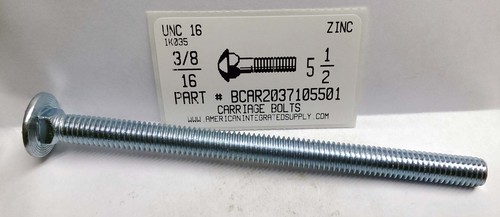 UNC 16 ZINC
1K035
3/8
16
5 1/2
PART # BCAR2037105501
CARRIAGE BOLTS
WWW.AMERICANINTEGRATEDSUPPLY.COM